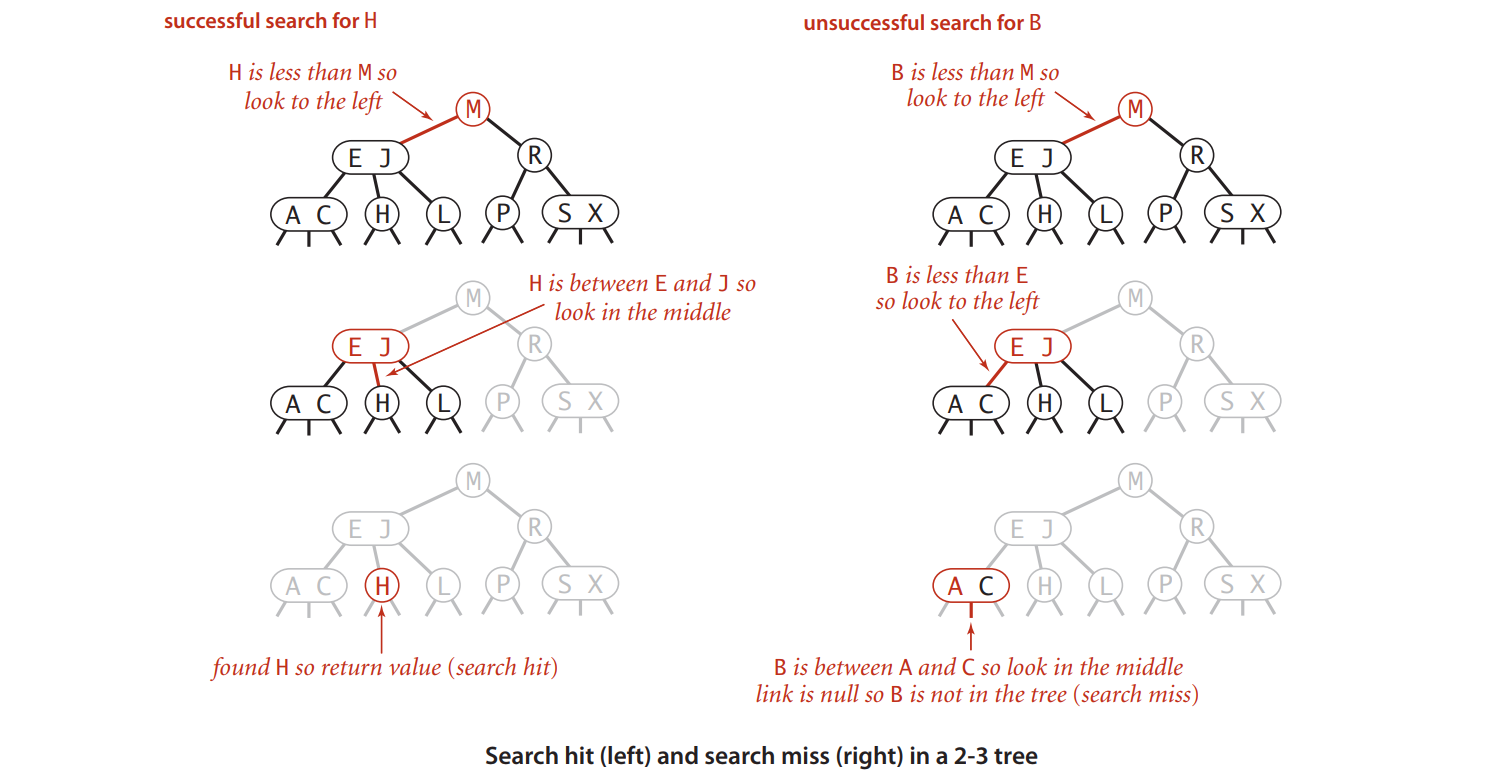 successful search for H
H is less than M so
look to the left
M
E J
R
A C
H
L
P
S X
H is between E and J so
look in the middle
M
E J
R
A C
H
L
P
S X
M
E J
R
A C
H
L
P
S X
found H so return value (search hit)
unsuccessful search for B
B is less than M so
look to the left
M
E J
R
A C
H
L
P
S X
B is less than E
so look to the left
M
E J
R
A C
H
L
P
S X
M
E J
R
A C
H
L
P
S X
B is between A and C so look in the middle
link is null so B is not in the tree (search miss)
Search hit (left) and search miss (right) in a 2-3 tree